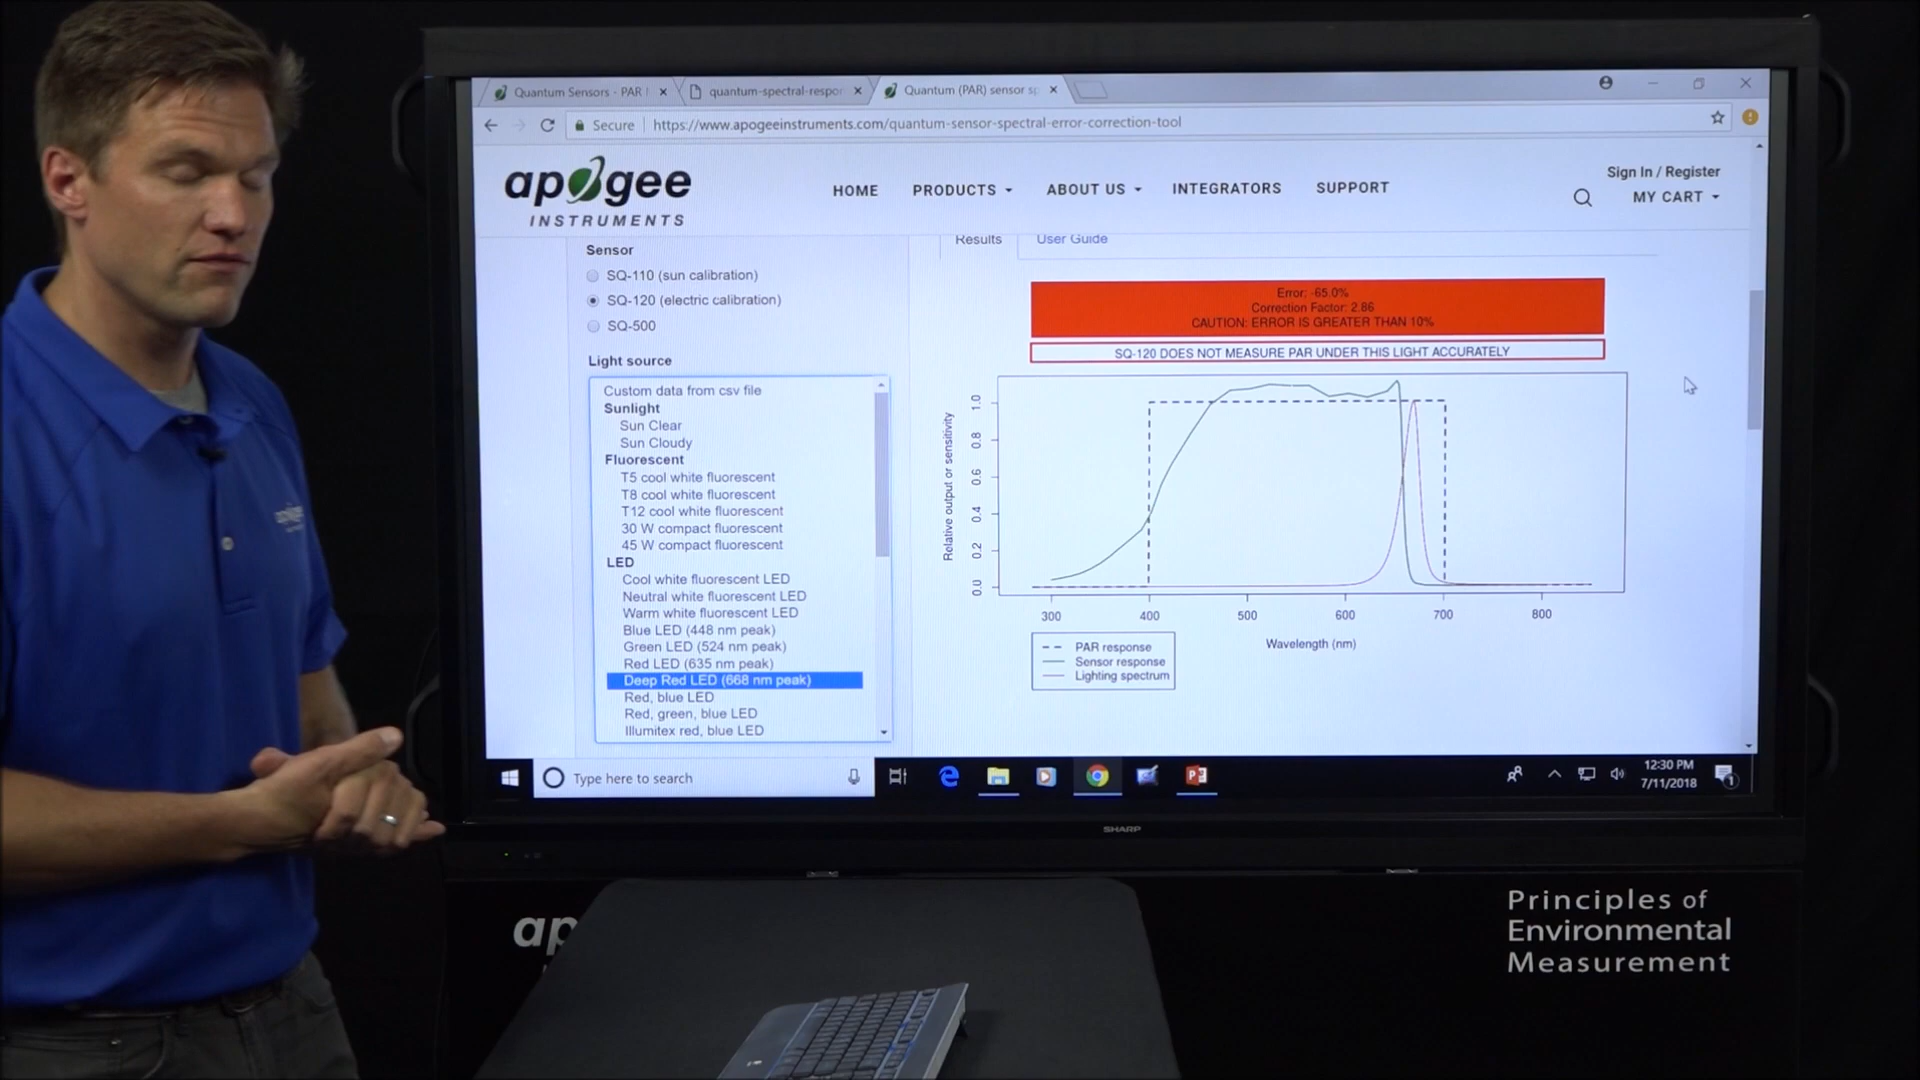 Quantum Sensors - PAR
quantum-spectral-respor
Quantum (PAR) sensor sp
Secure
https://www.apogeeinstruments.com/quantum-sensor-spectral-error-correction-tool
apogee
INSTRUMENTS
HOME
PRODUCTS
ABOUT US
INTEGRATORS
SUPPORT
Sign In / Register
MY CART
Sensor
SQ-110 (sun calibration)
SQ-120 (electric calibration)
SQ-500
Light source
Custom data from csv file
Sunlight
Sun Clear
Sun Cloudy
Fluorescent
T5 cool white fluorescent
T8 cool white fluorescent
T12 cool white fluorescent
30 W compact fluorescent
45 W compact fluorescent
LED
Cool white fluorescent LED
Neutral white fluorescent LED
Warm white fluorescent LED
Blue LED (448 nm peak)
Green LED (524 nm peak)
Red LED (635 nm peak)
Deep Red LED (668 nm peak)
Red, blue LED
Red, green, blue LED
Illumitex red, blue LED
Results
User Guide
Error: -65.0%
Correction Factor: 2.86
CAUTION: ERROR IS GREATER THAN 10%
SQ-120 DOES NOT MEASURE PAR UNDER THIS LIGHT ACCURATELY
Relative output or sensitivity
1.0
0.8
0.6
0.4
0.2
0.0
300 400 500 600 700 800
Wavelength (nm)
PAR response
Sensor response
Lighting spectrum
Type here to search
12:30 PM
7/11/2018
SHARP
ap
Principles of
Environmental
Measurement